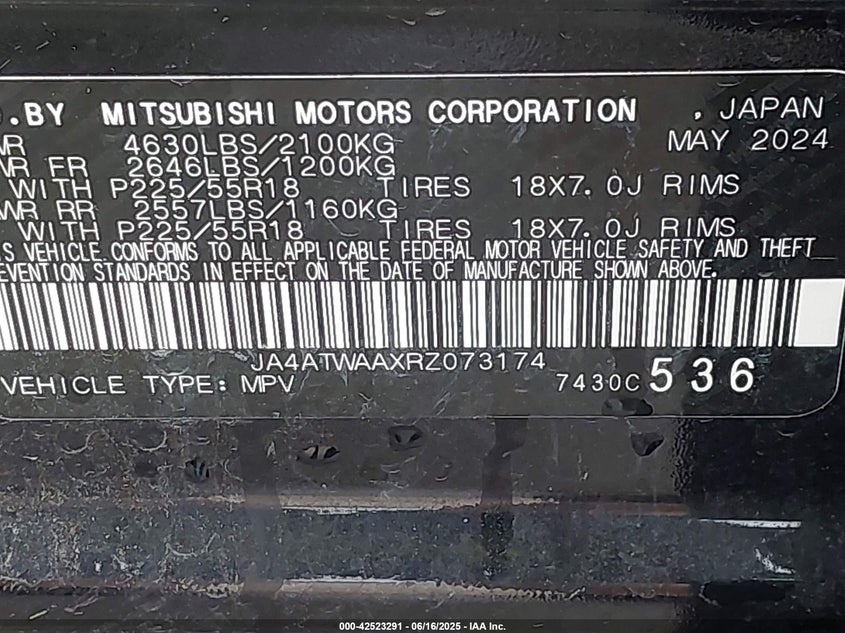 .BY MITSUBISHI MOTORS CORPORATION , JAPAN
WR 4630LBS/2100KG MAY 2024
WR FR 2646LBS/1200KG
WITH P225/55R18 TIRES 18X7.0J RIMS
WR RR 2557LBS/1160KG
WITH P225/55R18 TIRES 18X7.0J RIMS
S VEHICLE CONFORMS TO ALL APPLICABLE FEDERAL MOTOR VEHICLE SAFETY AND THEFT
EVENTION STANDARDS IN EFFECT ON THE DATE OF MANUFACTURE SHOWN ABOVE.
JA4ATWAAXRZ073174
VEHICLE TYPE: MPV 7430C 536
000-42523291 - 06/16/2025 - IAA Inc.